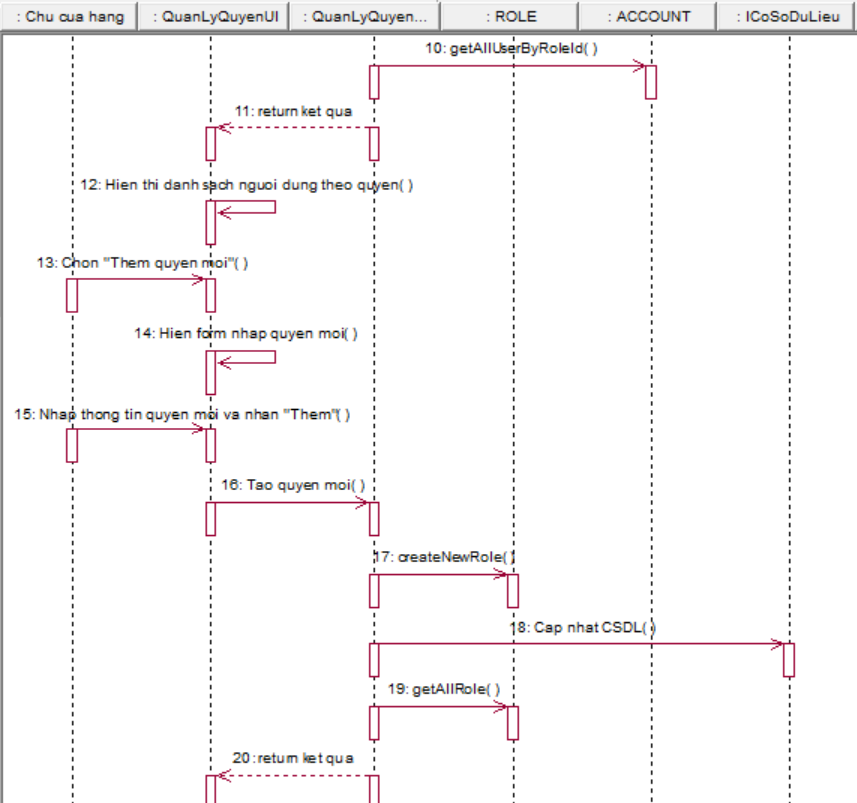 : Chu cua hang
: QuanLyQuyenUI
: QuanLyQuyen...
: ROLE
: ACCOUNT
: ICoSoDuLieu
10: getAllUserByRoleId( )
11: return ket qua
12: Hien thi danh sach nguoi dung theo quyen( )
13: Chon "Them quyen moi"( )
14: Hien form nhap quyen moi( )
15: Nhap thong tin quyen moi va nhan "Them"( )
16: Tao quyen moi( )
17: createNewRole( )
18: Cap nhat CSDL( )
19: getAllRole( )
20: return ket qua